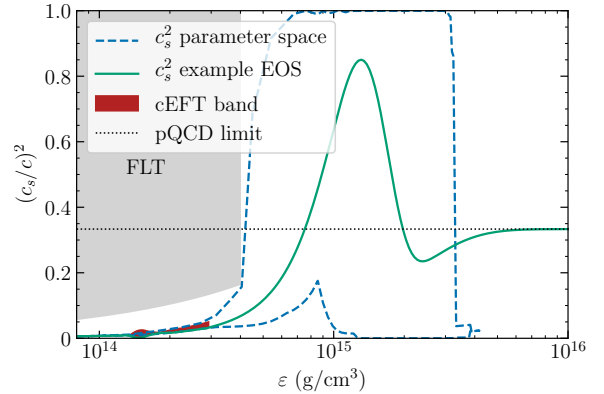 1.0
0.8
0.6
0.4
0.2
0
(c_s/c)^2
c_s^2 parameter space
c_s^2 example EOS
cEFT band
pQCD limit
FLT
10^14
10^15
10^16
ε (g/cm^3)